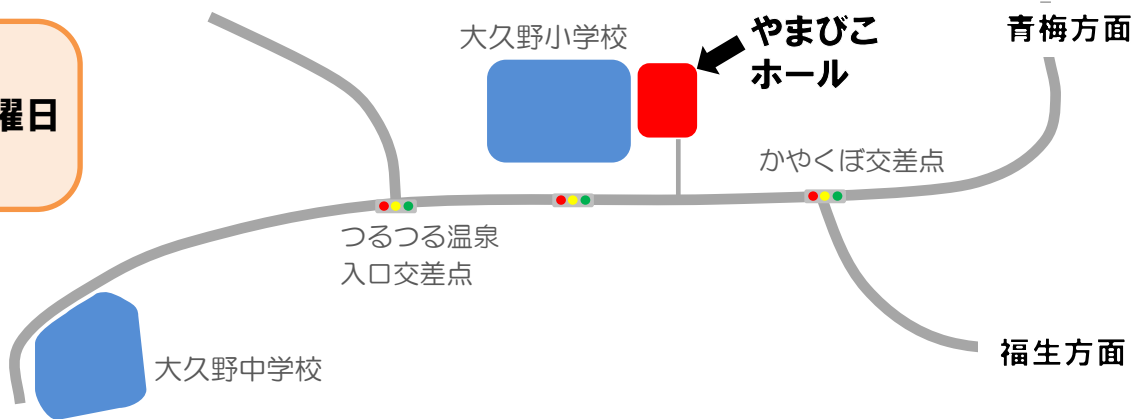 大久野小学校
やまびこ
ホール
青梅方面
曜日
かやくぼ交差点
つるつる温泉
入口交差点
福生方面
大久野中学校